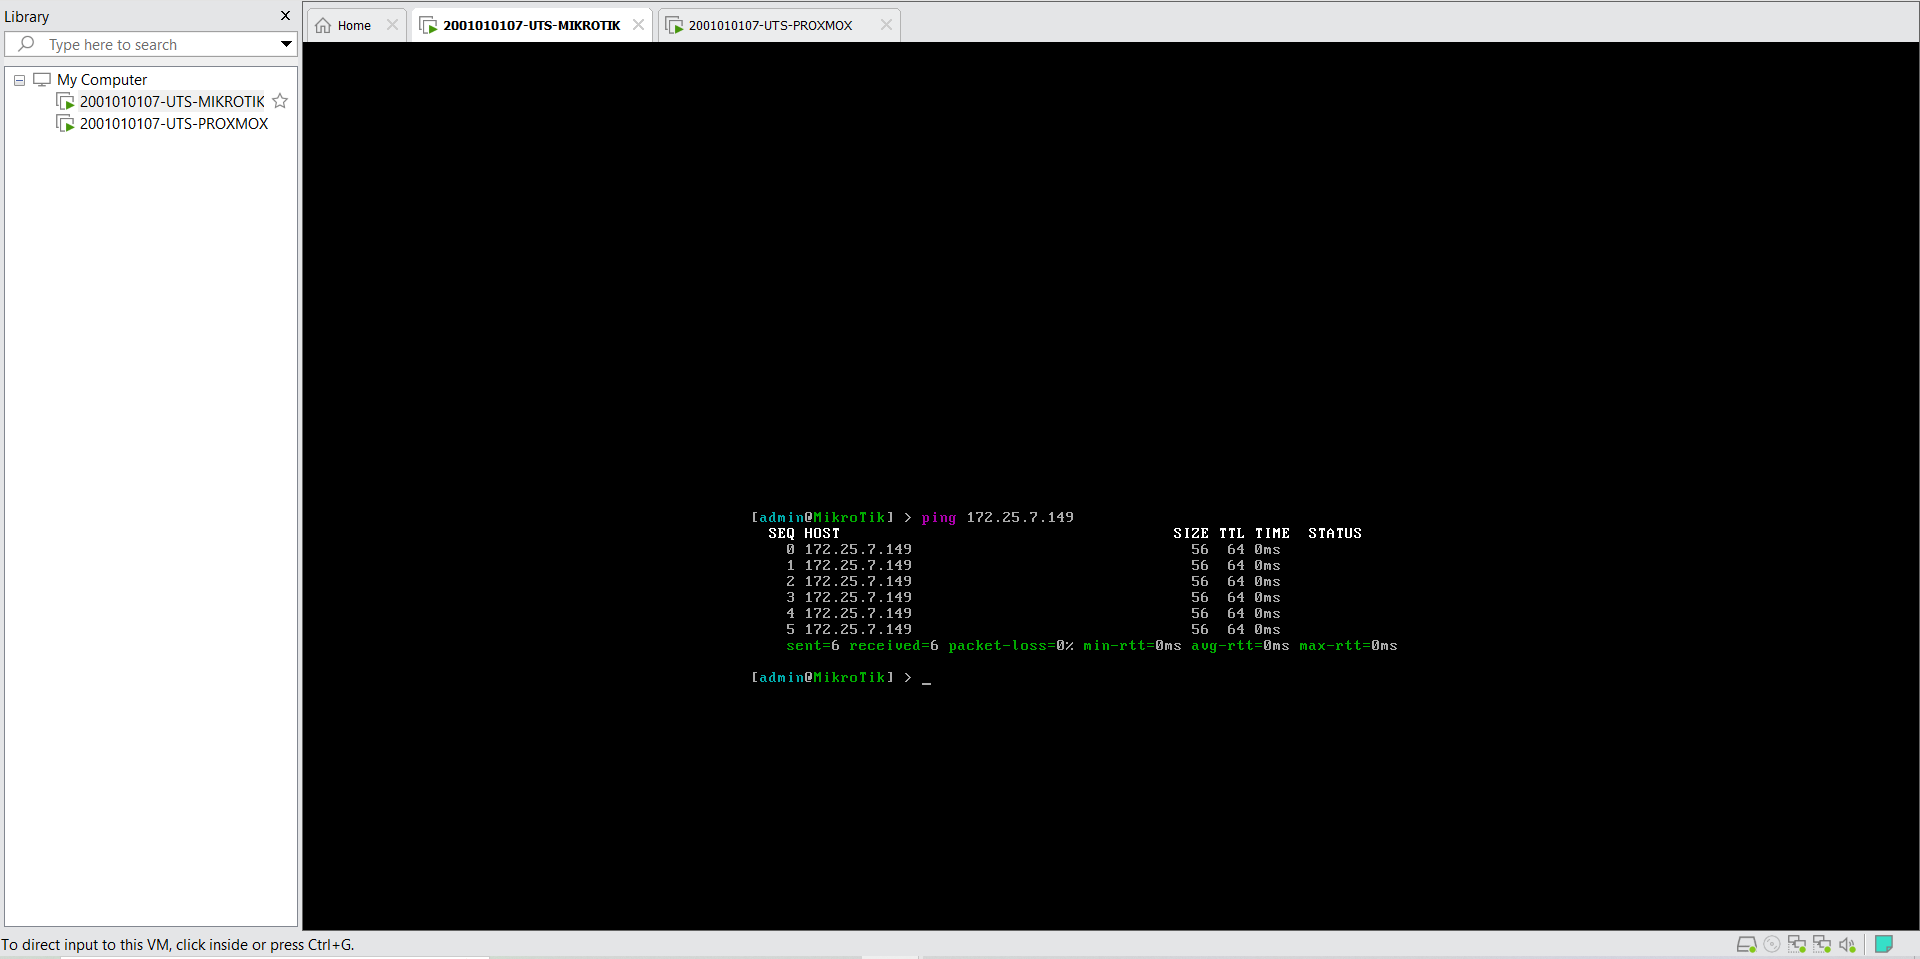 Library
Type here to search
My Computer
2001010107-UTS-MIKROTIK
2001010107-UTS-PROXMOX
Home
2001010107-UTS-MIKROTIK
2001010107-UTS-PROXMOX
[admin@MikroTik] > ping 172.25.7.149
SEQ HOST SIZE TTL TIME STATUS
0 172.25.7.149 56 64 0ms
1 172.25.7.149 56 64 0ms
2 172.25.7.149 56 64 0ms
3 172.25.7.149 56 64 0ms
4 172.25.7.149 56 64 0ms
5 172.25.7.149 56 64 0ms
sent=6 received=6 packet-loss=0% min-rtt=0ms avg-rtt=0ms max-rtt=0ms
[admin@MikroTik] > _
To direct input to this VM, click inside or press Ctrl+G.